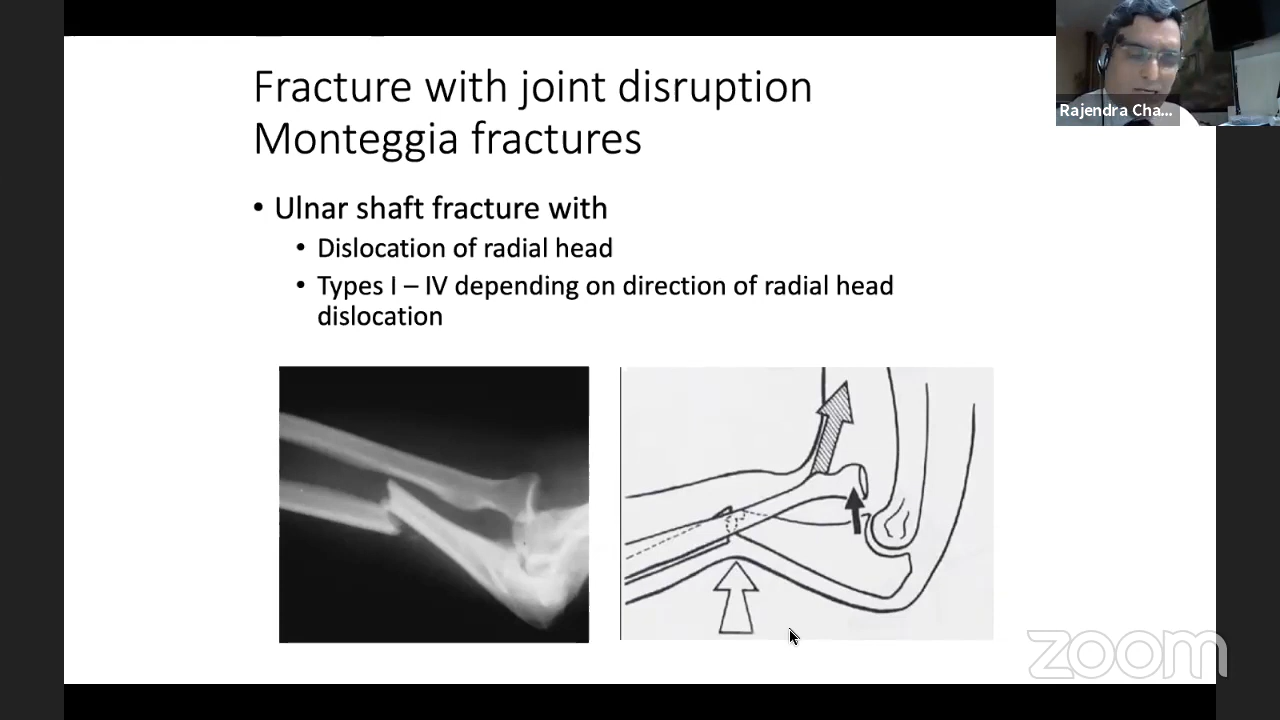 Fracture with joint disruption
Monteggia fractures
• Ulnar shaft fracture with
• Dislocation of radial head
• Types I – IV depending on direction of radial head
dislocation
Rajendra Cha...
zoom